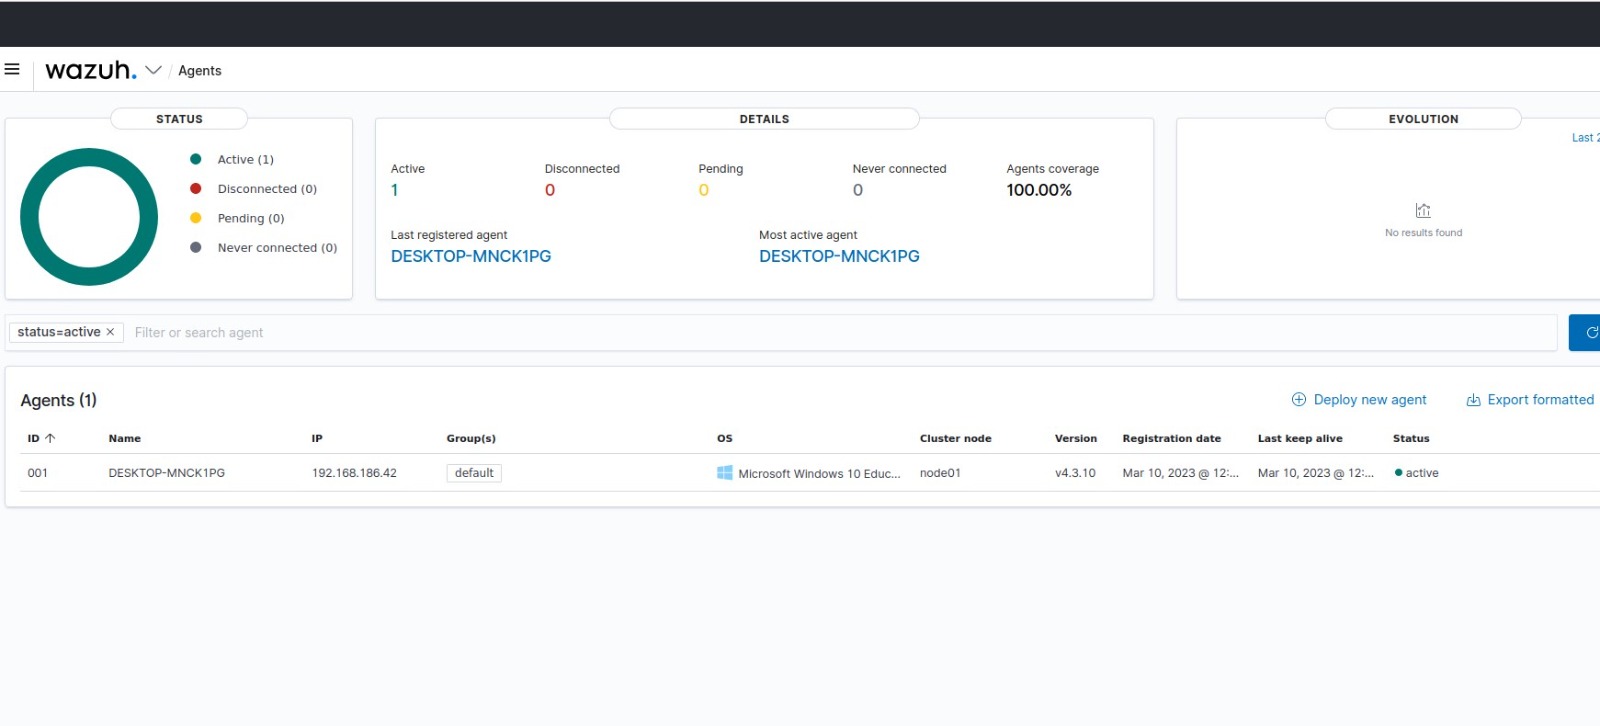 wazuh. / Agents
STATUS
Active (1)
Disconnected (0)
Pending (0)
Never connected (0)
DETAILS
Active Disconnected Pending Never connected Agents coverage
1 0 0 0 100.00%
Last registered agent Most active agent
DESKTOP-MNCK1PG DESKTOP-MNCK1PG
EVOLUTION
Last 2
No results found
status=active × Filter or search agent
Agents (1) Deploy new agent Export formatted
ID ↑ Name IP Group(s) OS Cluster node Version Registration date Last keep alive Status
001 DESKTOP-MNCK1PG 192.168.186.42 default Microsoft Windows 10 Educ... node01 v4.3.10 Mar 10, 2023 @ 12:... Mar 10, 2023 @ 12:... active